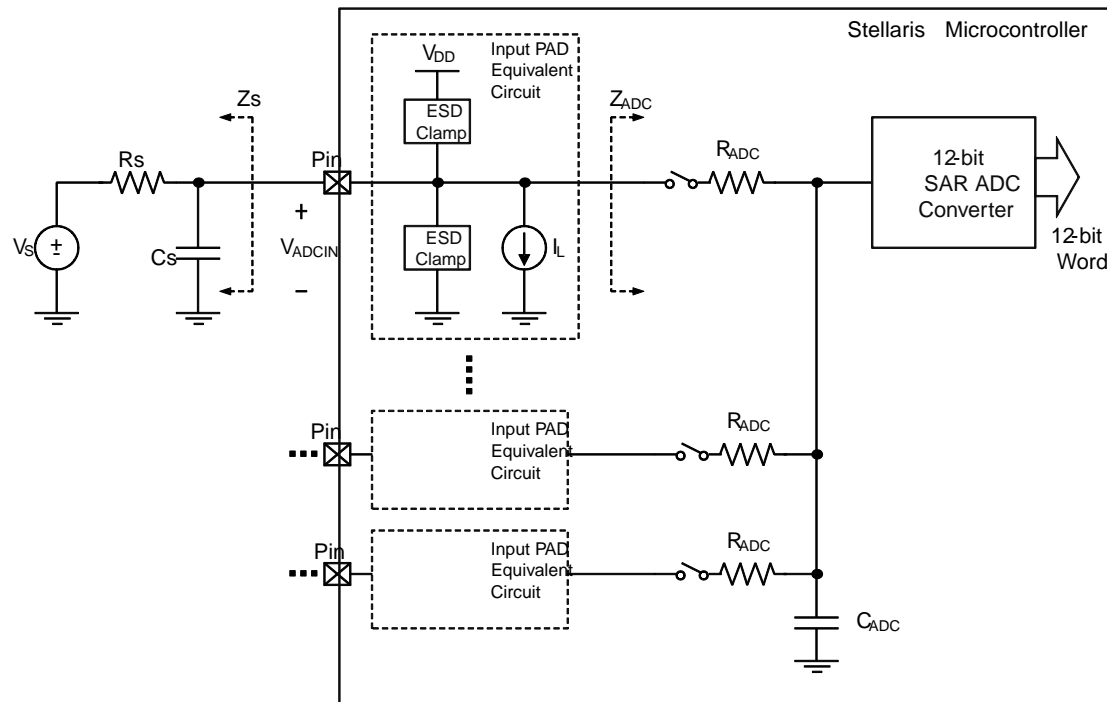 Stellaris Microcontroller
Input PAD
Equivalent
Circuit
VDD
ESD
Clamp
Zs
ZADC
Rs
Pin
RADC
12-bit
SAR ADC
Converter
+
VS
±
Cs
VADCIN
ESD
Clamp
IL
12-bit
Word
−
Pin
Input PAD
Equivalent
Circuit
RADC
Pin
Input PAD
Equivalent
Circuit
RADC
CADC